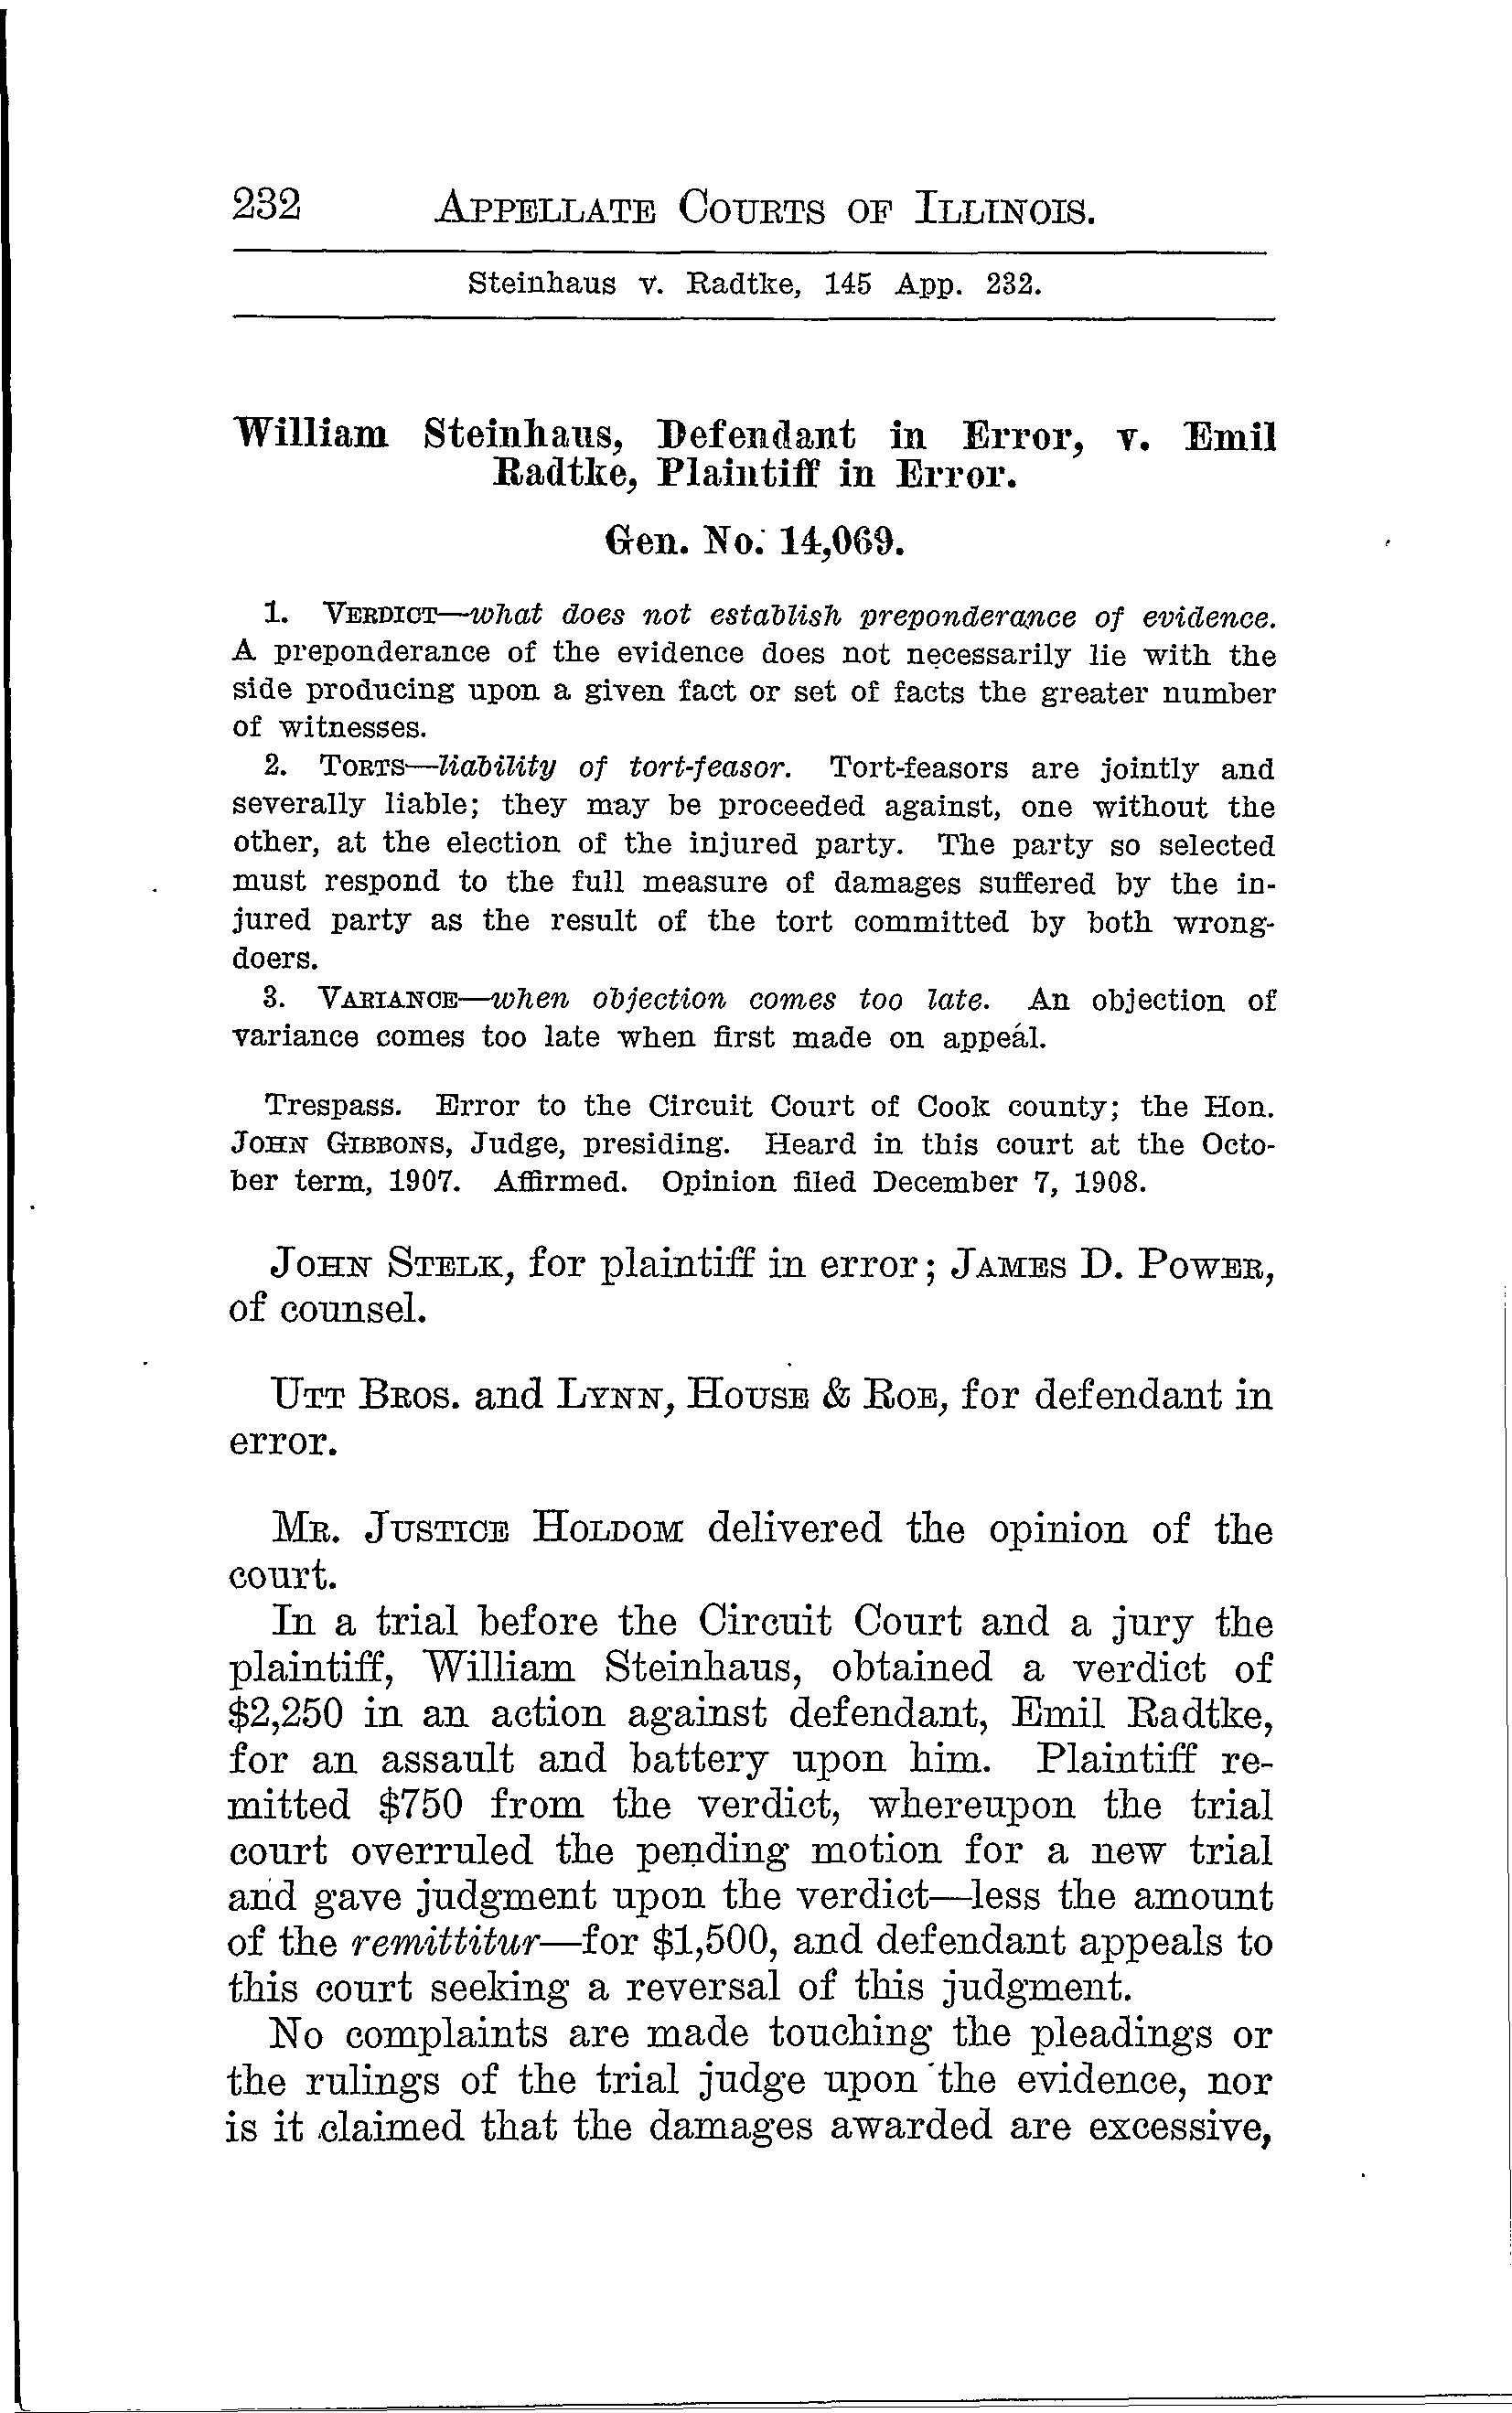 232 APPELLATE COURTS OF ILLINOIS.
Steinhaus v. Radtke, 145 App. 232.
William Steinhaus, Defendant in Error, v. Emil
Radtke, Plaintiff in Error.
Gen. No. 14,069.
1. VERDICT—what does not establish preponderance of evidence.
A preponderance of the evidence does not necessarily lie with the
side producing upon a given fact or set of facts the greater number
of witnesses.
2. TORTS—liability of tort-feasor. Tort-feasors are jointly and
severally liable; they may be proceeded against, one without the
other, at the election of the injured party. The party so selected
must respond to the full measure of damages suffered by the in-
jured party as the result of the tort committed by both wrong-
doers.
3. VARIANCE—when objection comes too late. An objection of
variance comes too late when first made on appeal.
Trespass. Error to the Circuit Court of Cook county; the Hon.
JOHN GIBBONS, Judge, presiding. Heard in this court at the Octo-
ber term, 1907. Affirmed. Opinion filed December 7, 1908.
JOHN STELK, for plaintiff in error; JAMES D. POWER,
of counsel.
UTT BROS. and LYNN, HOUSE & ROE, for defendant in
error.
MR. JUSTICE HOLDOM delivered the opinion of the
court.
In a trial before the Circuit Court and a jury the
plaintiff, William Steinhaus, obtained a verdict of
$2,250 in an action against defendant, Emil Radtke,
for an assault and battery upon him. Plaintiff re-
mitted $750 from the verdict, whereupon the trial
court overruled the pending motion for a new trial
and gave judgment upon the verdict—less the amount
of the remittitur—for $1,500, and defendant appeals to
this court seeking a reversal of this judgment.
No complaints are made touching the pleadings or
the rulings of the trial judge upon the evidence, nor
is it claimed that the damages awarded are excessive,